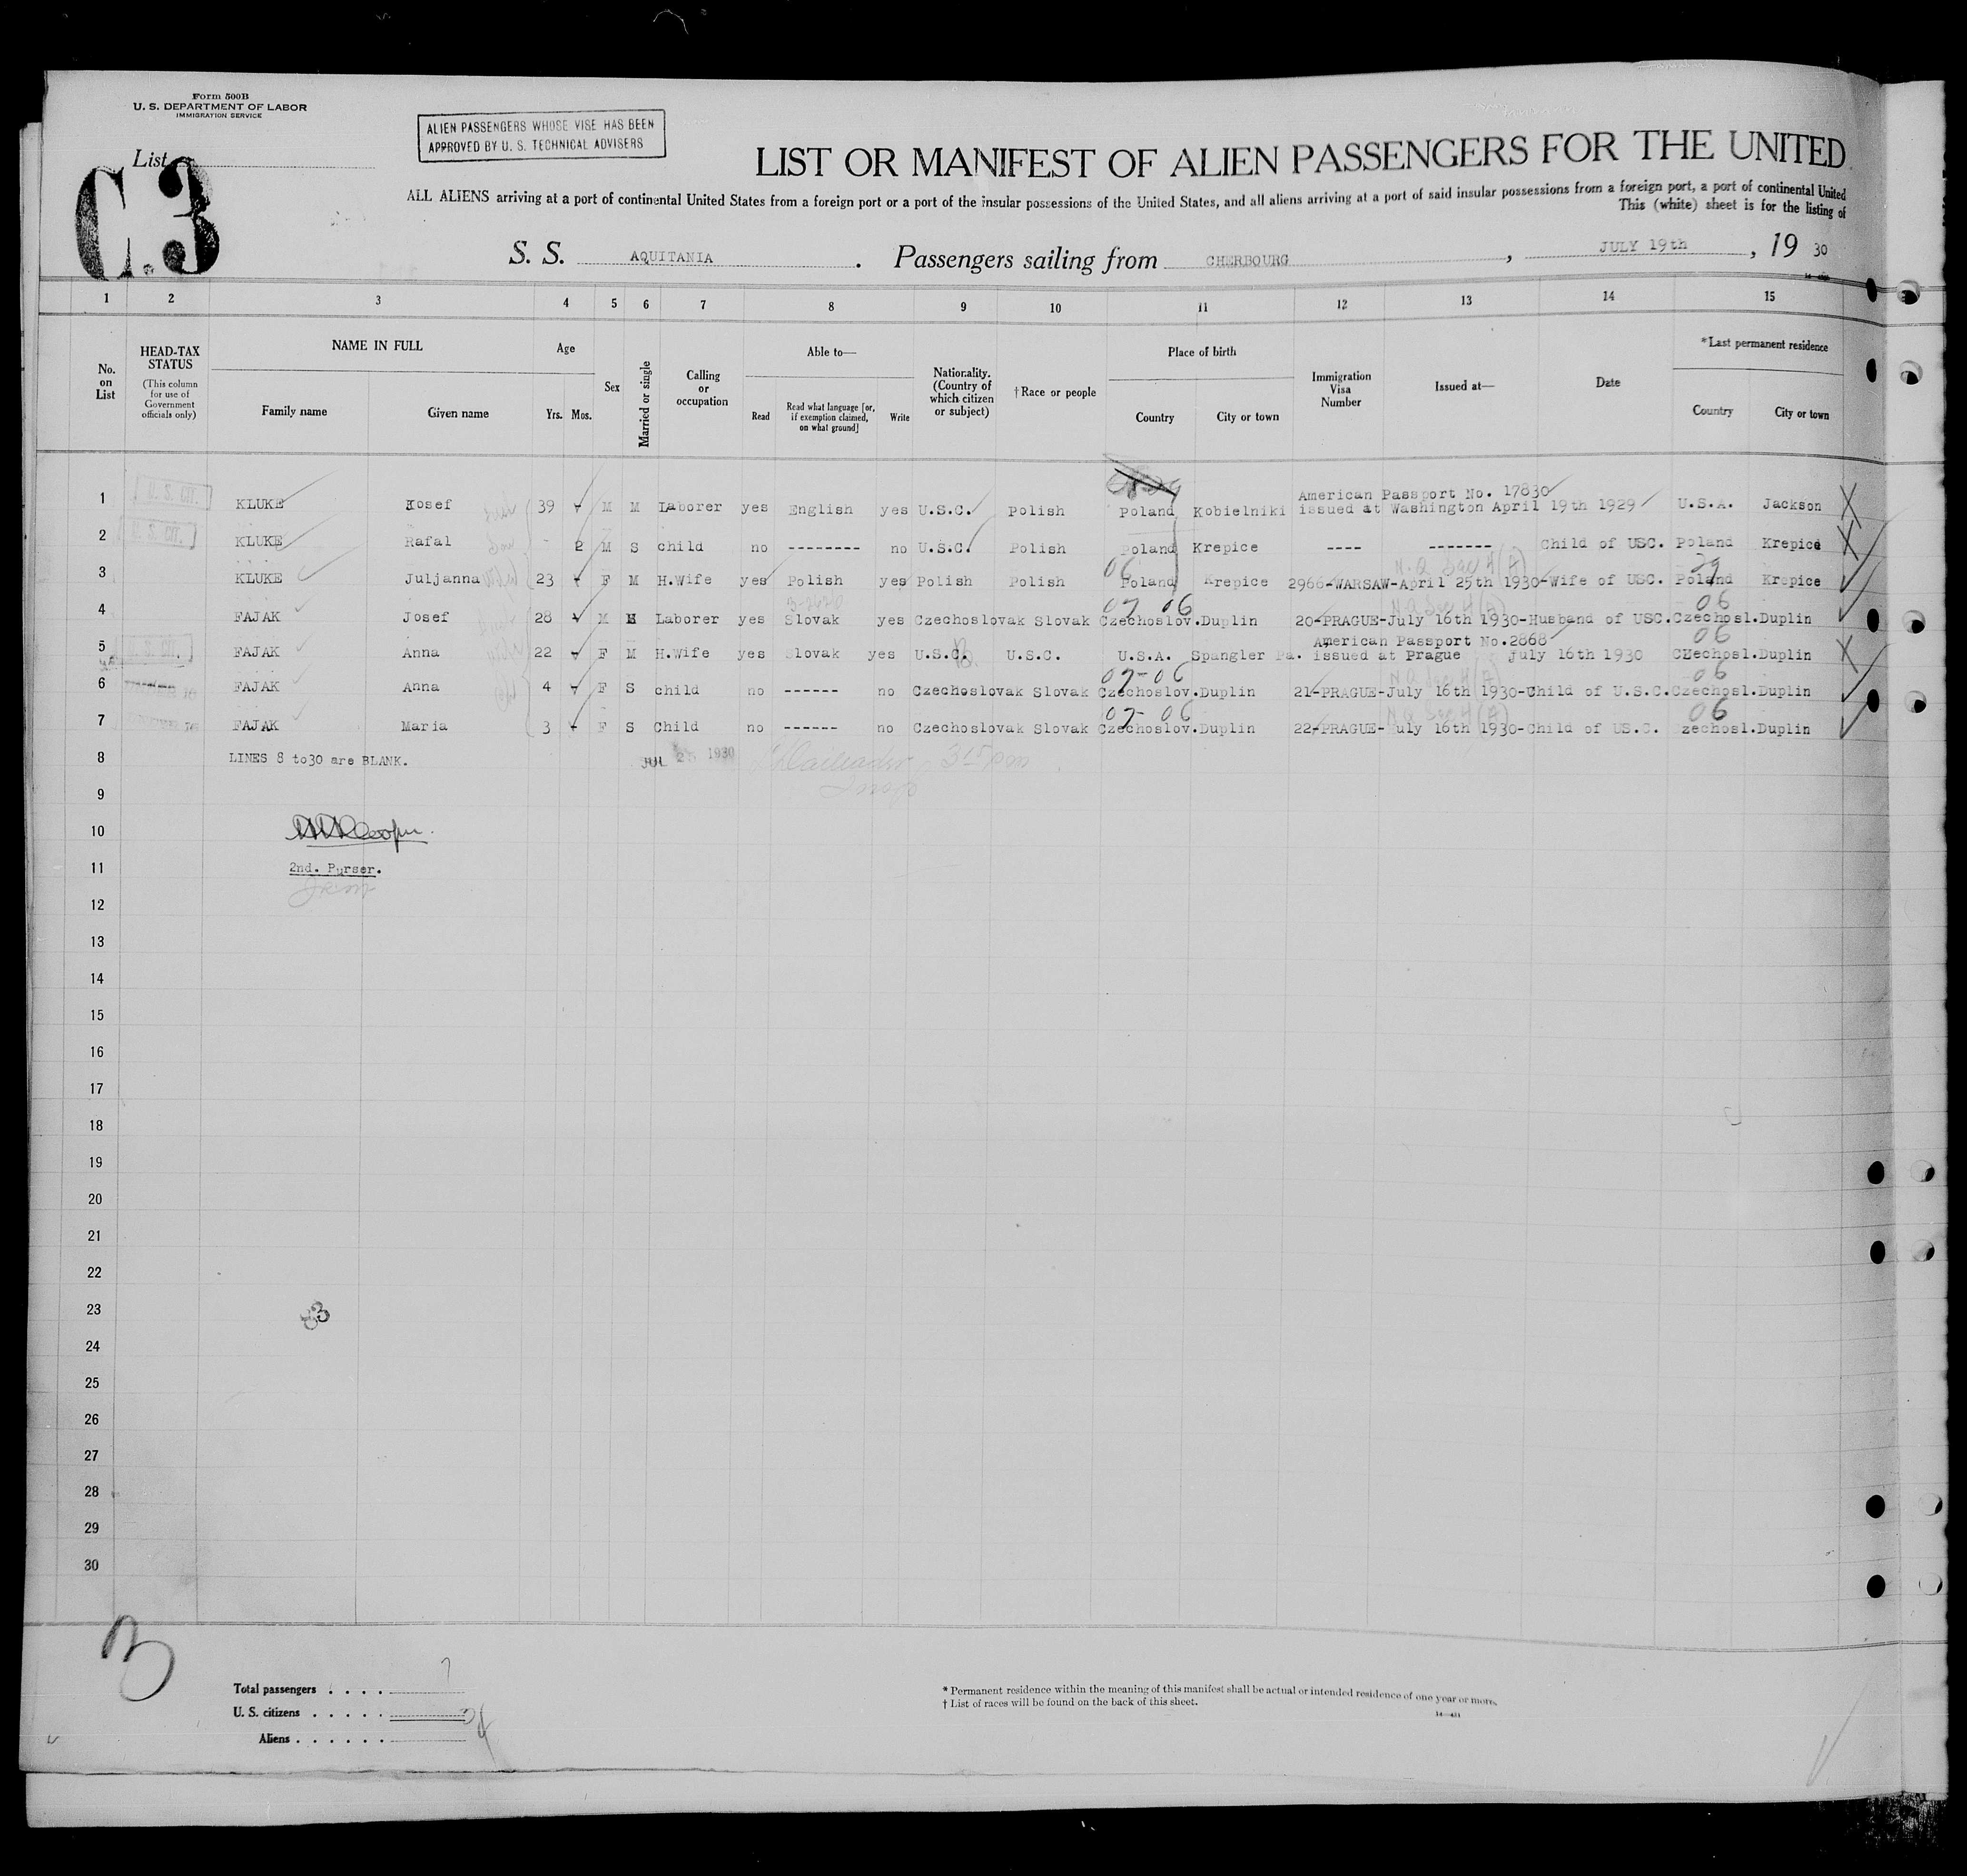 Form 500B
U. S. DEPARTMENT OF LABOR
IMMIGRATION SERVICE
ALIEN PASSENGERS WHOSE VISE HAS BEEN
APPROVED BY U. S. TECHNICAL ADVISERS
List
C.3
LIST OR MANIFEST OF ALIEN PASSENGERS FOR THE UNITED
ALL ALIENS arriving at a port of continental United States from a foreign port or a port of the insular possessions of the United States, and all aliens arriving at a port of said insular possessions from a foreign port, a port of continental United
This (white) sheet is for the listing of
S. S. AQUITANIA. Passengers sailing from CHERBOURG, JULY 19th, 19 30
1 2 3 4 5 6 7 8 9 10 11 12 13 14 15
No. on List
HEAD-TAX STATUS
(This column for use of Government officials only)
NAME IN FULL
Family name Given name
Age
Yrs. Mos.
Sex
Married or single
Calling or occupation
Able to—
Read
Read what language [or, if exemption claimed, on what ground]
Write
Nationality. (Country of which citizen or subject)
†Race or people
Place of birth
Country City or town
Immigration Visa Number
Issued at—
Date
*Last permanent residence
Country City or town
American Passport No. 17830
1 U.S. CIT. KLUKE Josef 39 M M Laborer yes English yes U.S.C. Polish Poland Kobielniki issued at Washington April 19th 1929 U.S.A. Jackson X
2 U.S. CIT. KLUKE Rafal - 2 M S child no -------- no U.S.C. Polish Poland Krepice ---- ------- Child of USC. Poland Krepice X
06 39
3 KLUKE Juljanna 23 F M H.Wife yes Polish yes Polish Polish Poland Krepice 2966-WARSAW-April 25th 1930-Wife of USC. Poland Krepice
07 06 06
4 FAJAK Josef 28 M M Laborer yes Slovak yes Czechoslovak Slovak Czechoslov.Duplin 20-PRAGUE-July 16th 1930-Husband of USC.Czechosl.Duplin
American Passport No.2868 06
5 U.S. CIT. FAJAK Anna 22 F M H.Wife yes Slovak yes U.S.C. U.S.C. U.S.A. Spangler Pa. issued at Prague July 16th 1930 CZechosl.Duplin X
07-06 06
6 FAJAK Anna 4 F S child no ------ no Czechoslovak Slovak Czechoslov.Duplin 21-PRAGUE-July 16th 1930-Child of U.S.C.Czechosl.Duplin
07-06 06
7 FAJAK Maria 3 F S Child no ------ no Czechoslovak Slovak Czechoslov.Duplin 22-PRAGUE-July 16th 1930-Child of US.C. zechosl.Duplin
8 LINES 8 to30 are BLANK. JUL 1930
9
10 Cooper.
11 2nd. Purser.
12
13
14
15
16
17
18
19
20
21
22
23
24
25
26
27
28
29
30
3
Total passengers . . . . 7
U. S. citizens . . . . . 3
Aliens . . . . . . 4
* Permanent residence within the meaning of this manifest shall be actual or intended residence of one year or more.
† List of races will be found on the back of this sheet.